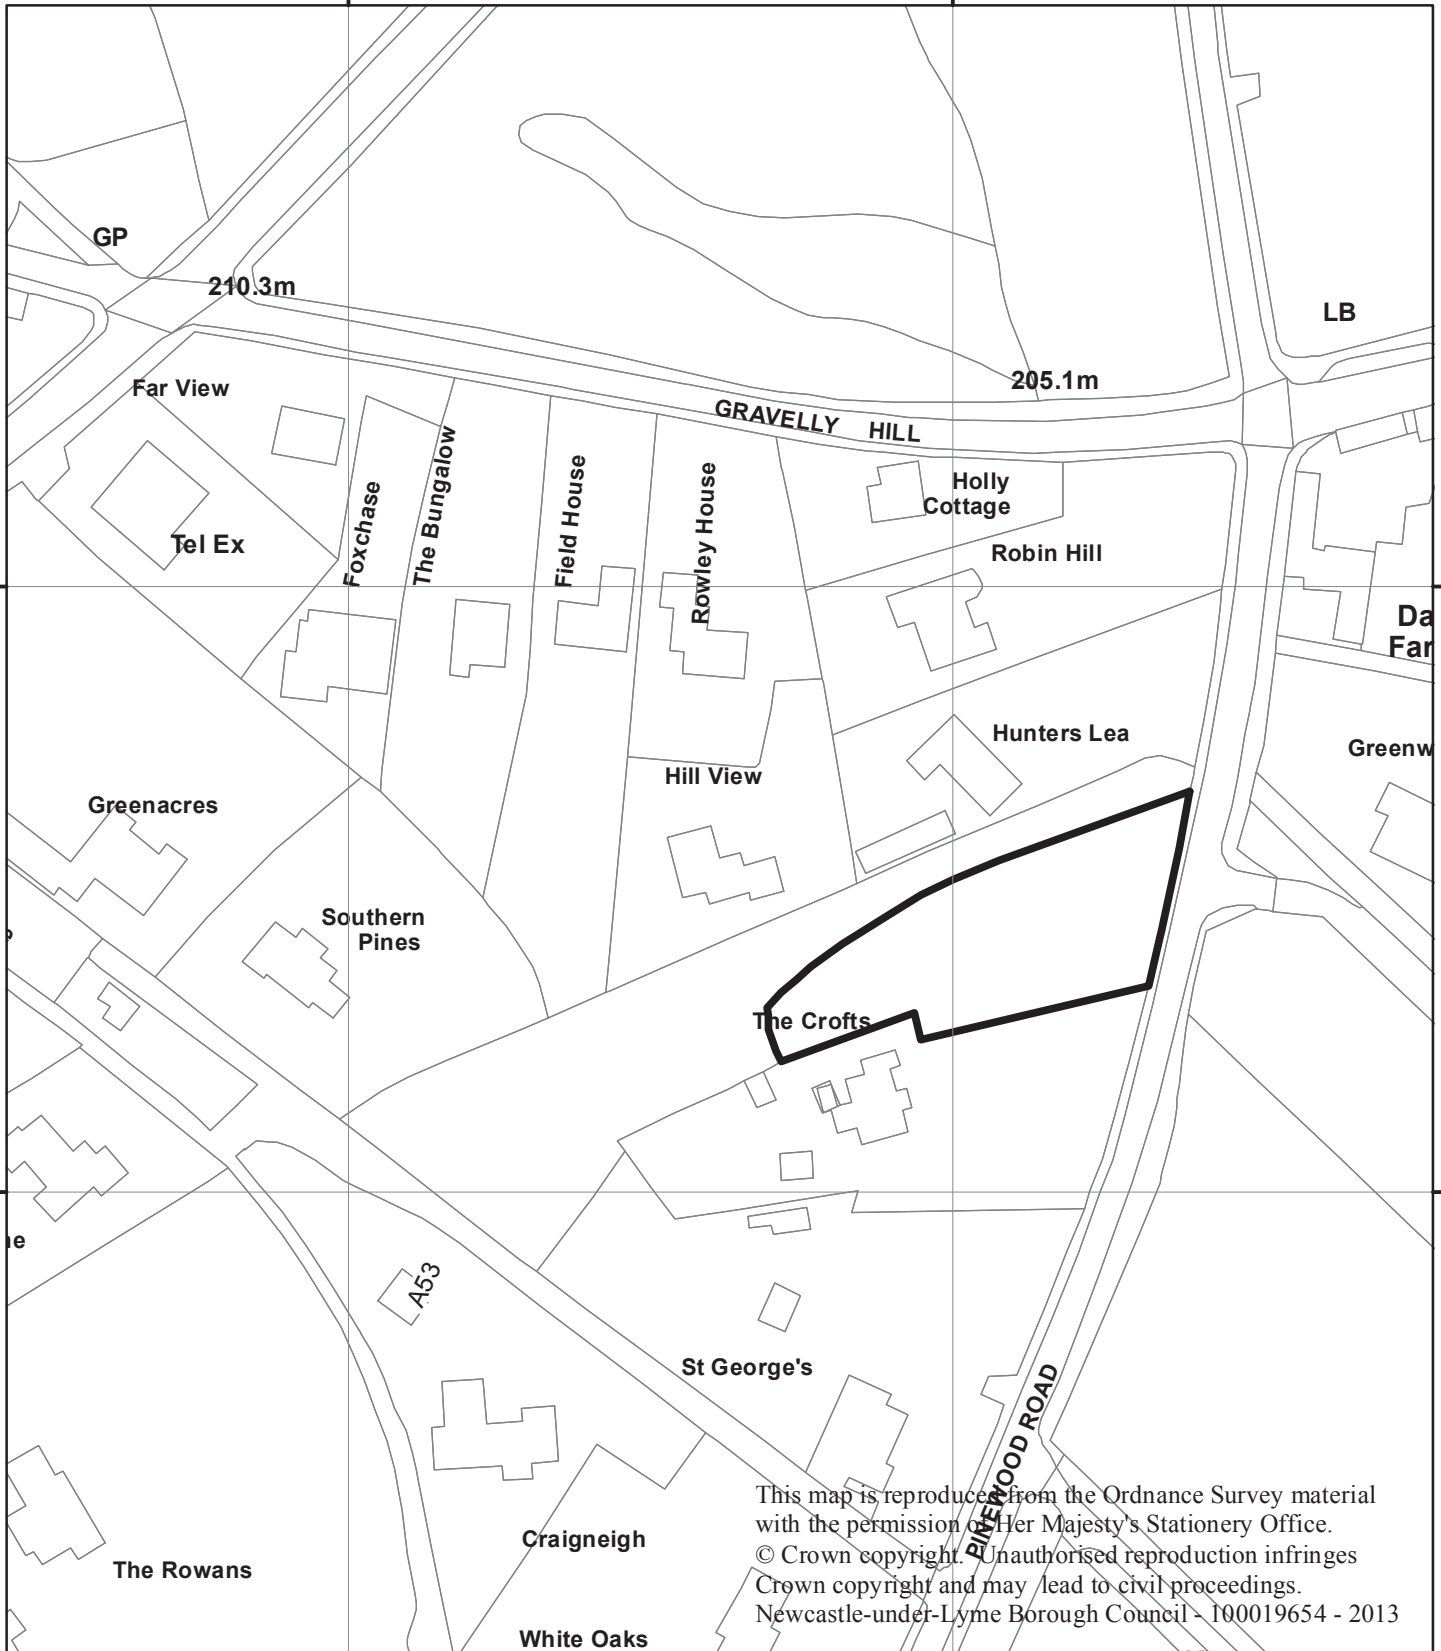 GP
210.3m
LB
Far View
205.1m
GRAVELLY HILL
Foxchase
The Bungalow
Field House
Rowley House
Holly
Cottage
Tel Ex
Robin Hill
Da
Far
Hunters Lea
Greenw
Hill View
Greenacres
Southern
Pines
The Crofts
A53
St George's
PINEWOOD ROAD
This map is reproduced from the Ordnance Survey material
with the permission of Her Majesty's Stationery Office.
© Crown copyright. Unauthorised reproduction infringes
Crown copyright and may lead to civil proceedings.
Newcastle-under-Lyme Borough Council - 100019654 - 2013
Craigneigh
The Rowans
White Oaks